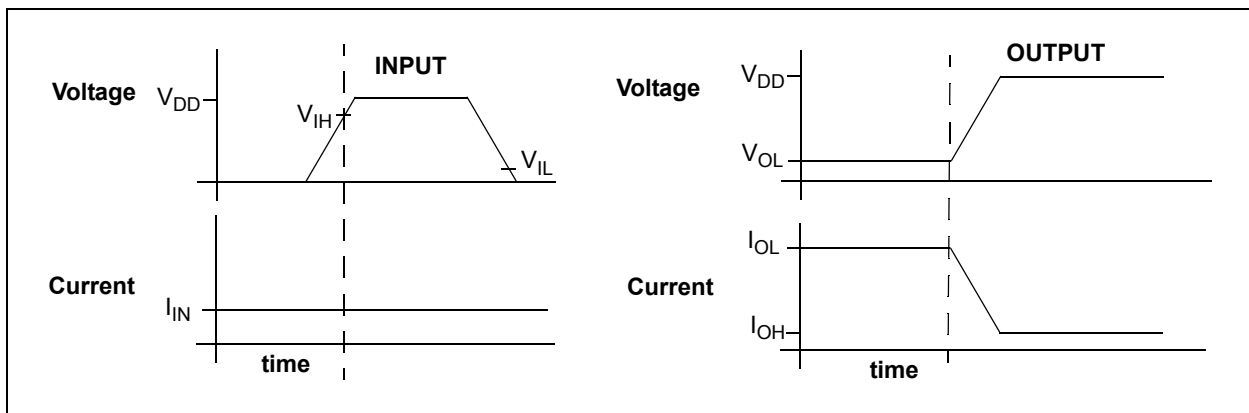 INPUT
Voltage
VDD
VIH
VIL
Current
IIN
time
OUTPUT
Voltage
VDD
VOL
IOL
Current
IOH
time